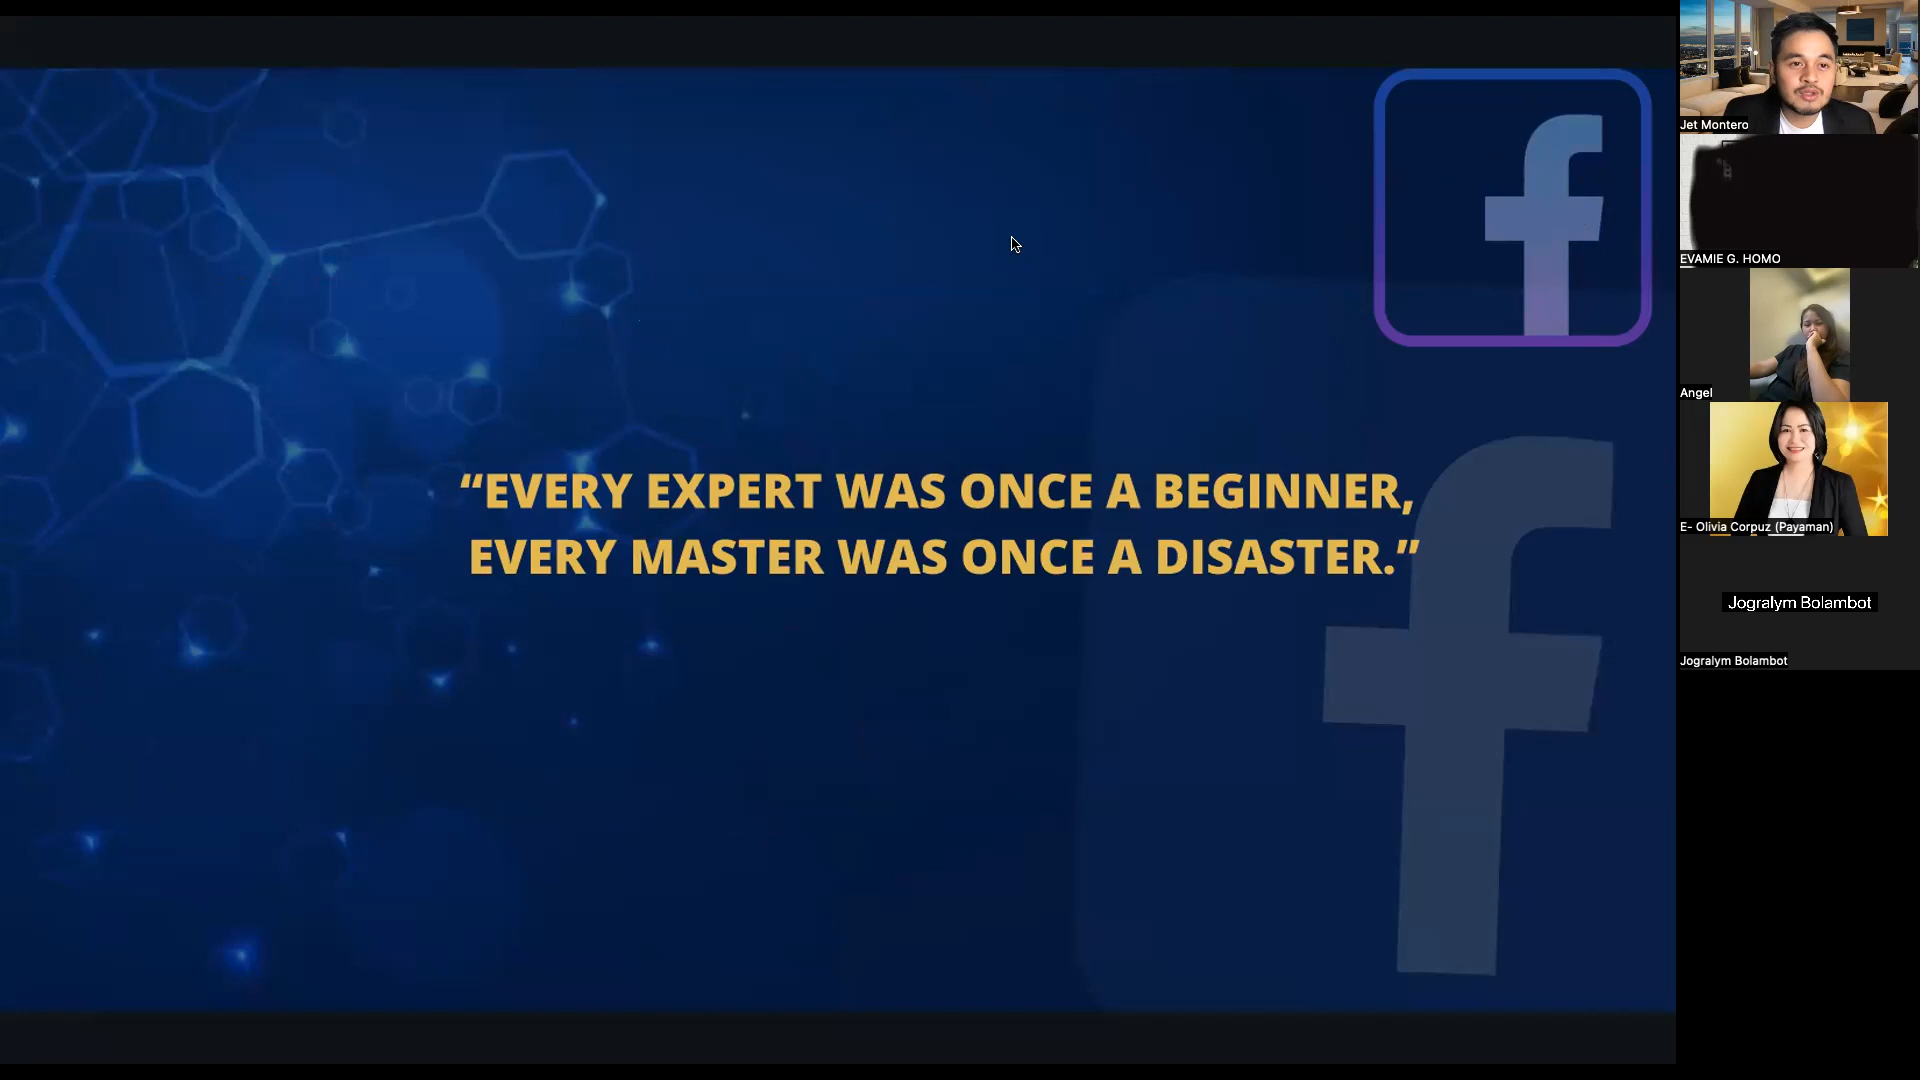 “EVERY EXPERT WAS ONCE A BEGINNER,
EVERY MASTER WAS ONCE A DISASTER.”
Jet Montero
EVAMIE G. HOMO
Angel
E- Olivia Corpuz (Payaman)
Jogralym Bolambot
Jogralym Bolambot